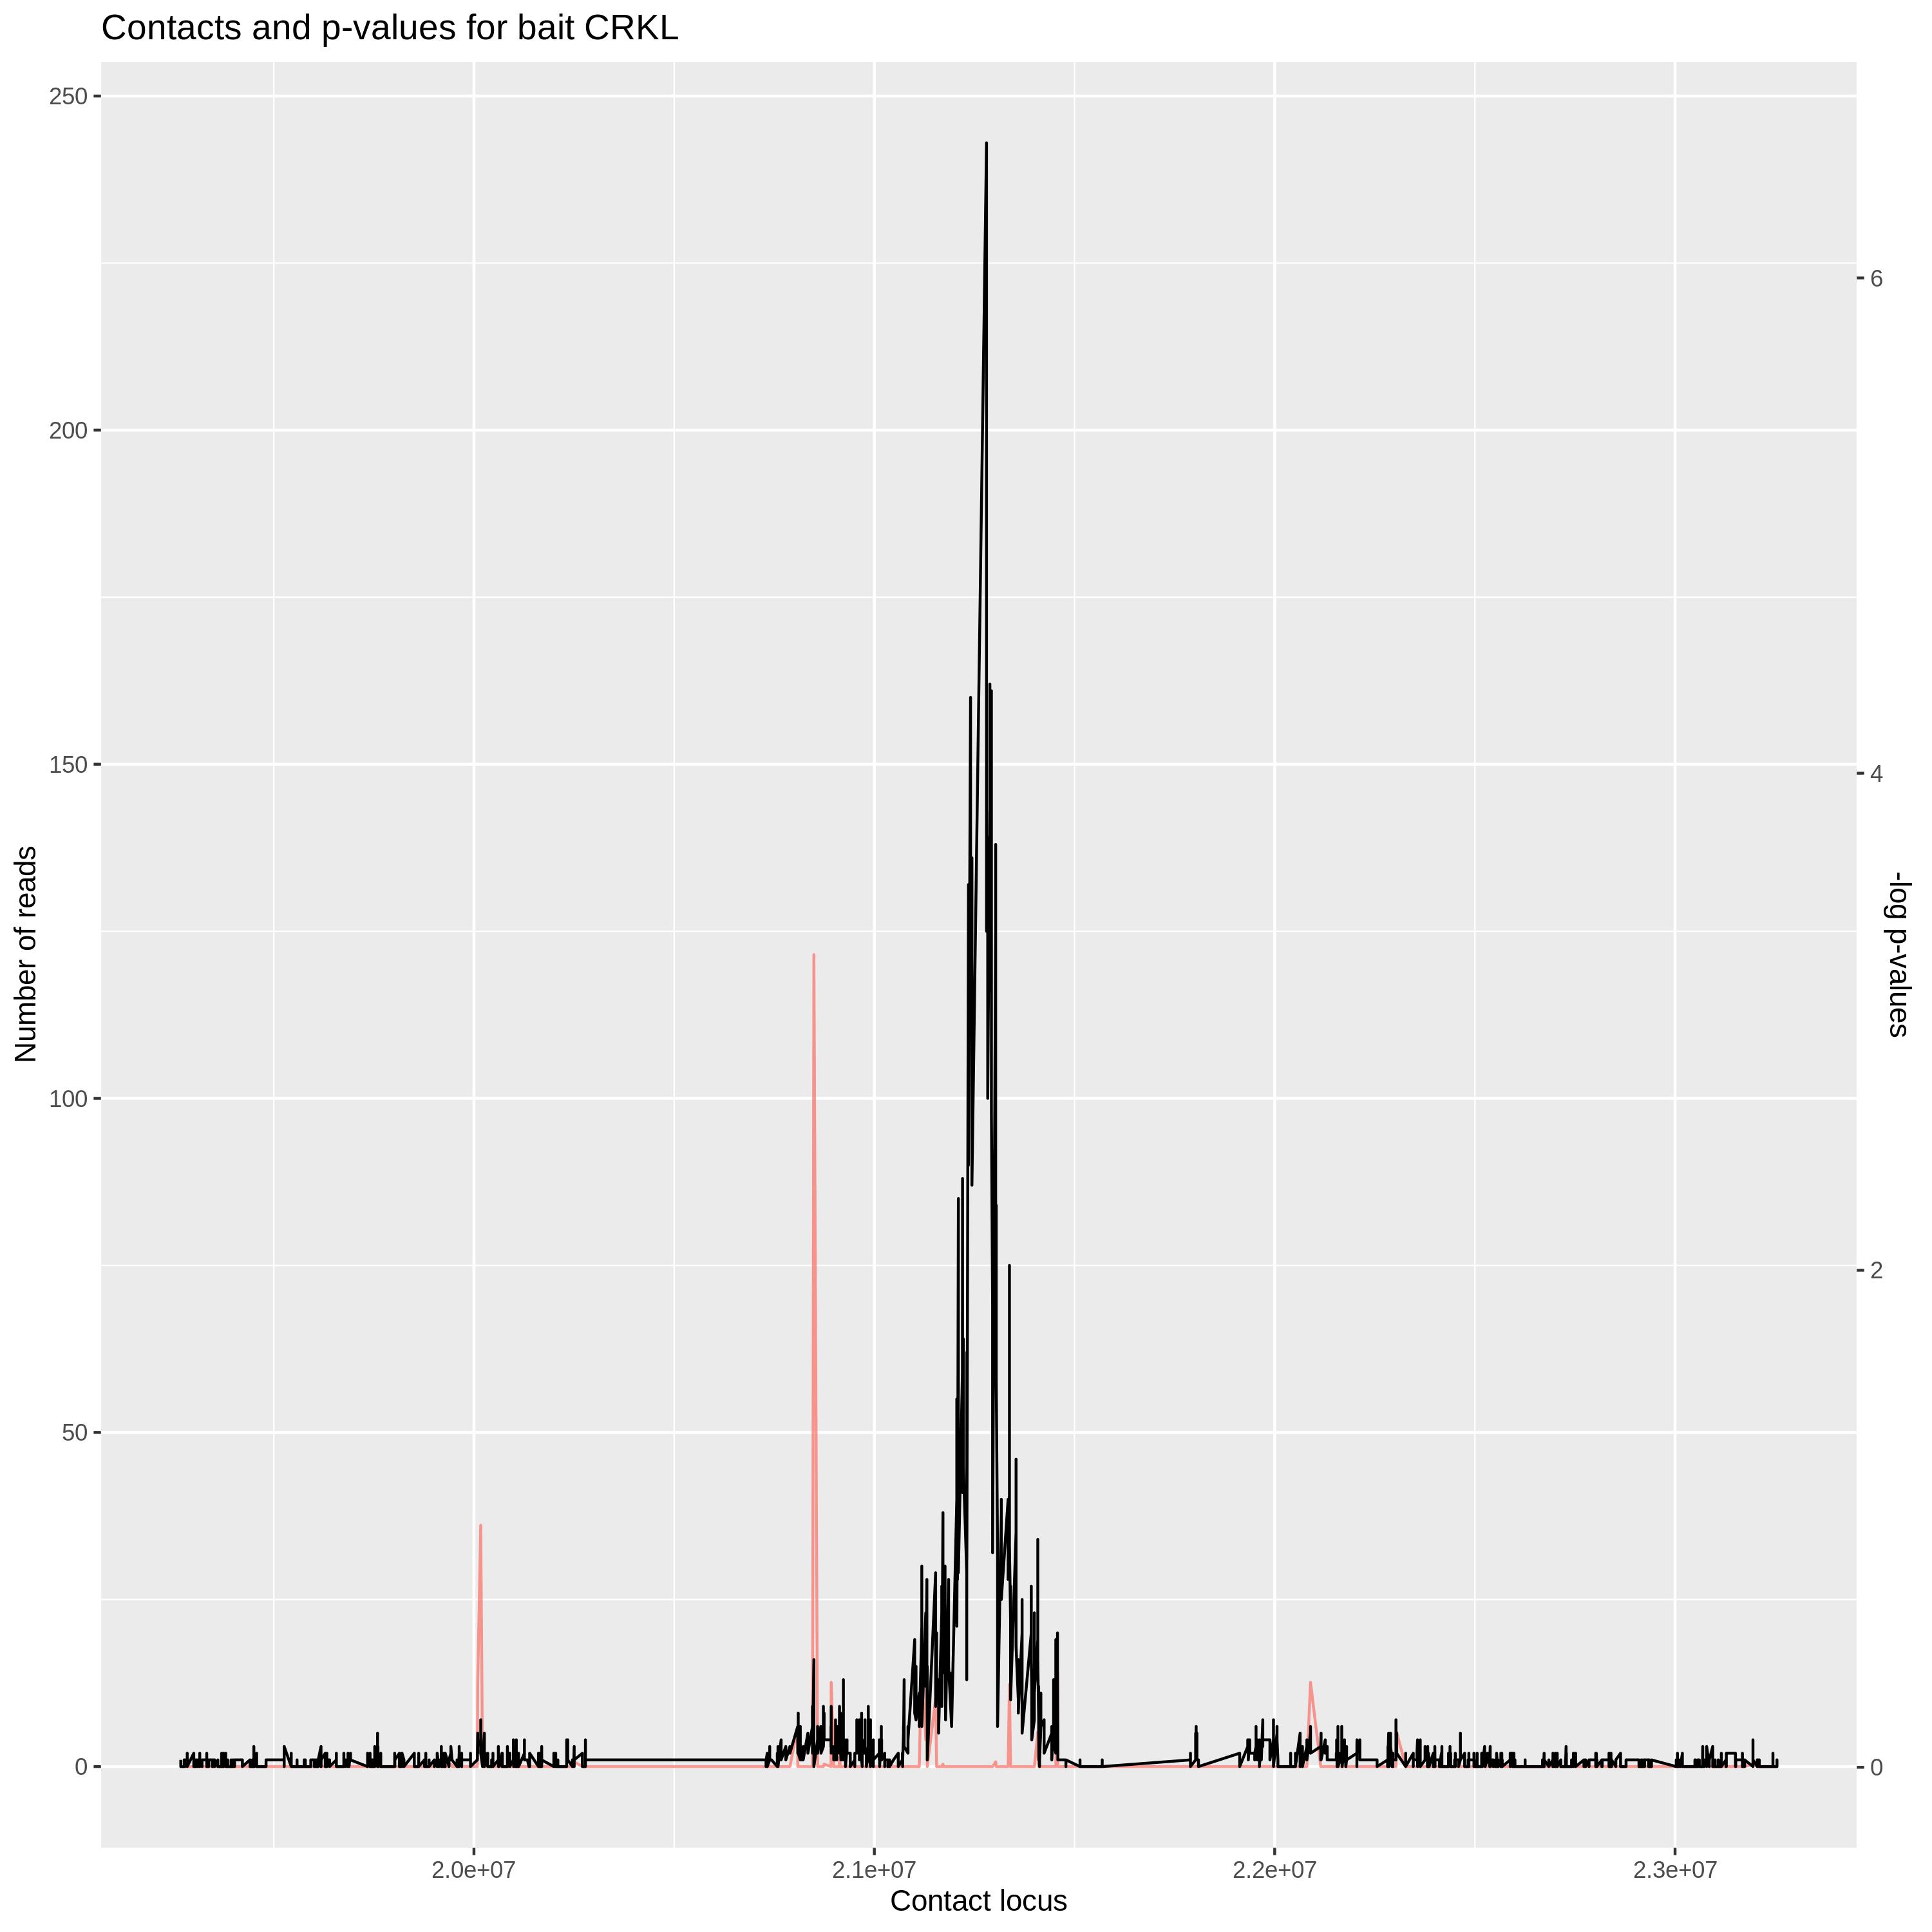 Contacts and p-values for bait CRKL
250
200
150
100
50
0
Number of reads
6
4
2
0
-log p-values
2.0e+07
2.1e+07
2.2e+07
2.3e+07
Contact locus